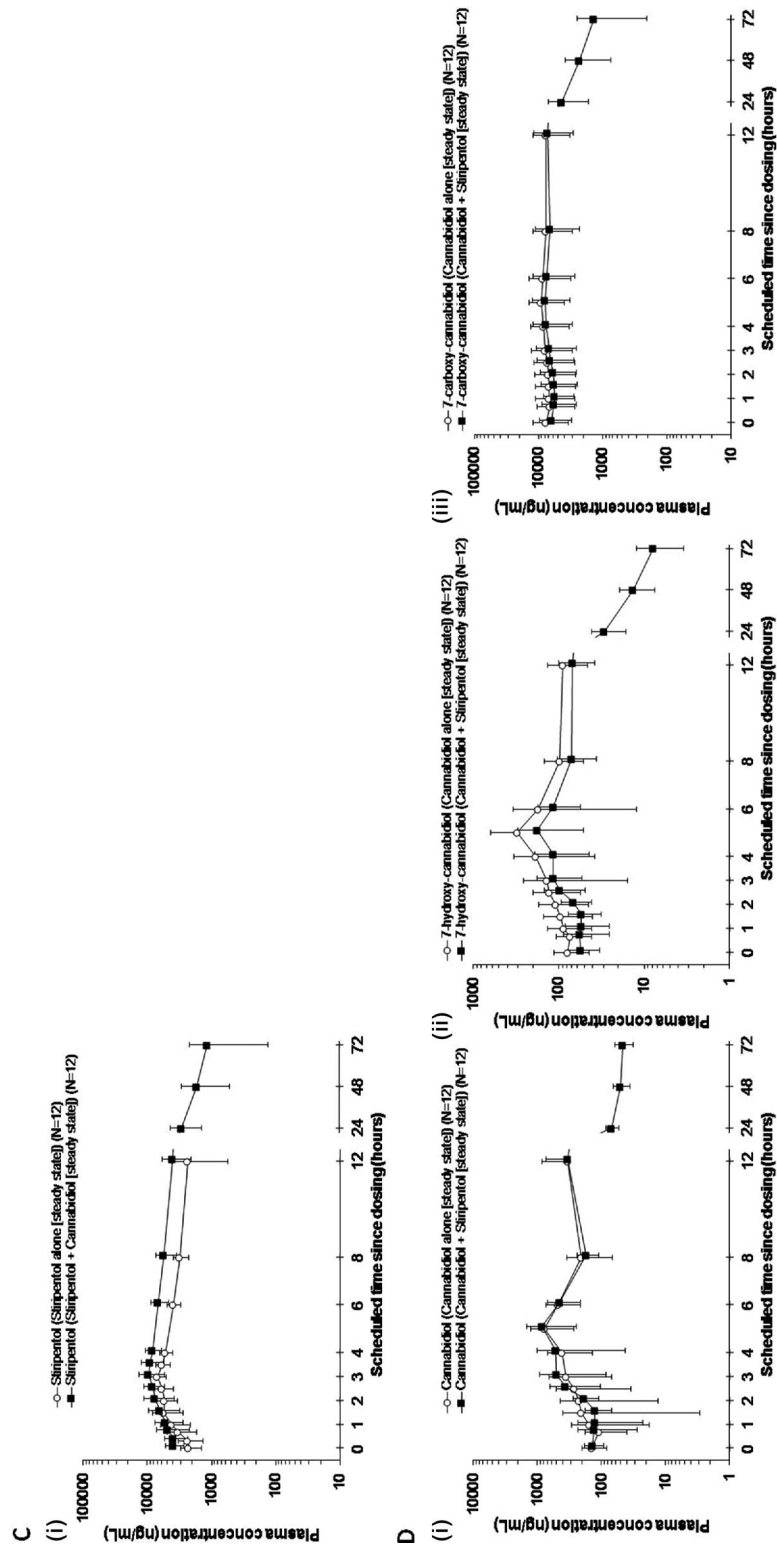 C
(i)
Stiripentol (Stiripentol alone [steady state]) (N=12)
Stiripentol (Stiripentol + Cannabidiol [steady state]) (N=12)
Plasma concentration (ng/mL)
100000
10000
1000
100
10
0
1
2
3
4
6
8
12
24
48
72
Scheduled time since dosing (hours)
D
(i)
Cannabidiol (Cannabidiol alone [steady state]) (N=12)
Cannabidiol (Cannabidiol + Stiripentol [steady state]) (N=12)
Plasma concentration (ng/mL)
1000
100
10
1
0
1
2
3
4
6
8
12
24
48
72
Scheduled time since dosing (hours)
(ii)
7-hydroxy-cannabidiol (Cannabidiol alone [steady state]) (N=12)
7-hydroxy-cannabidiol (Cannabidiol + Stiripentol [steady state]) (N=12)
Plasma concentration (ng/mL)
1000
100
10
1
0
1
2
3
4
6
8
12
24
48
72
Scheduled time since dosing (hours)
(iii)
7-carboxy-cannabidiol (Cannabidiol alone [steady state]) (N=12)
7-carboxy-cannabidiol (Cannabidiol + Stiripentol [steady state]) (N=12)
Plasma concentration (ng/mL)
100000
10000
1000
100
10
0
1
2
3
4
6
8
12
24
48
72
Scheduled time since dosing (hours)